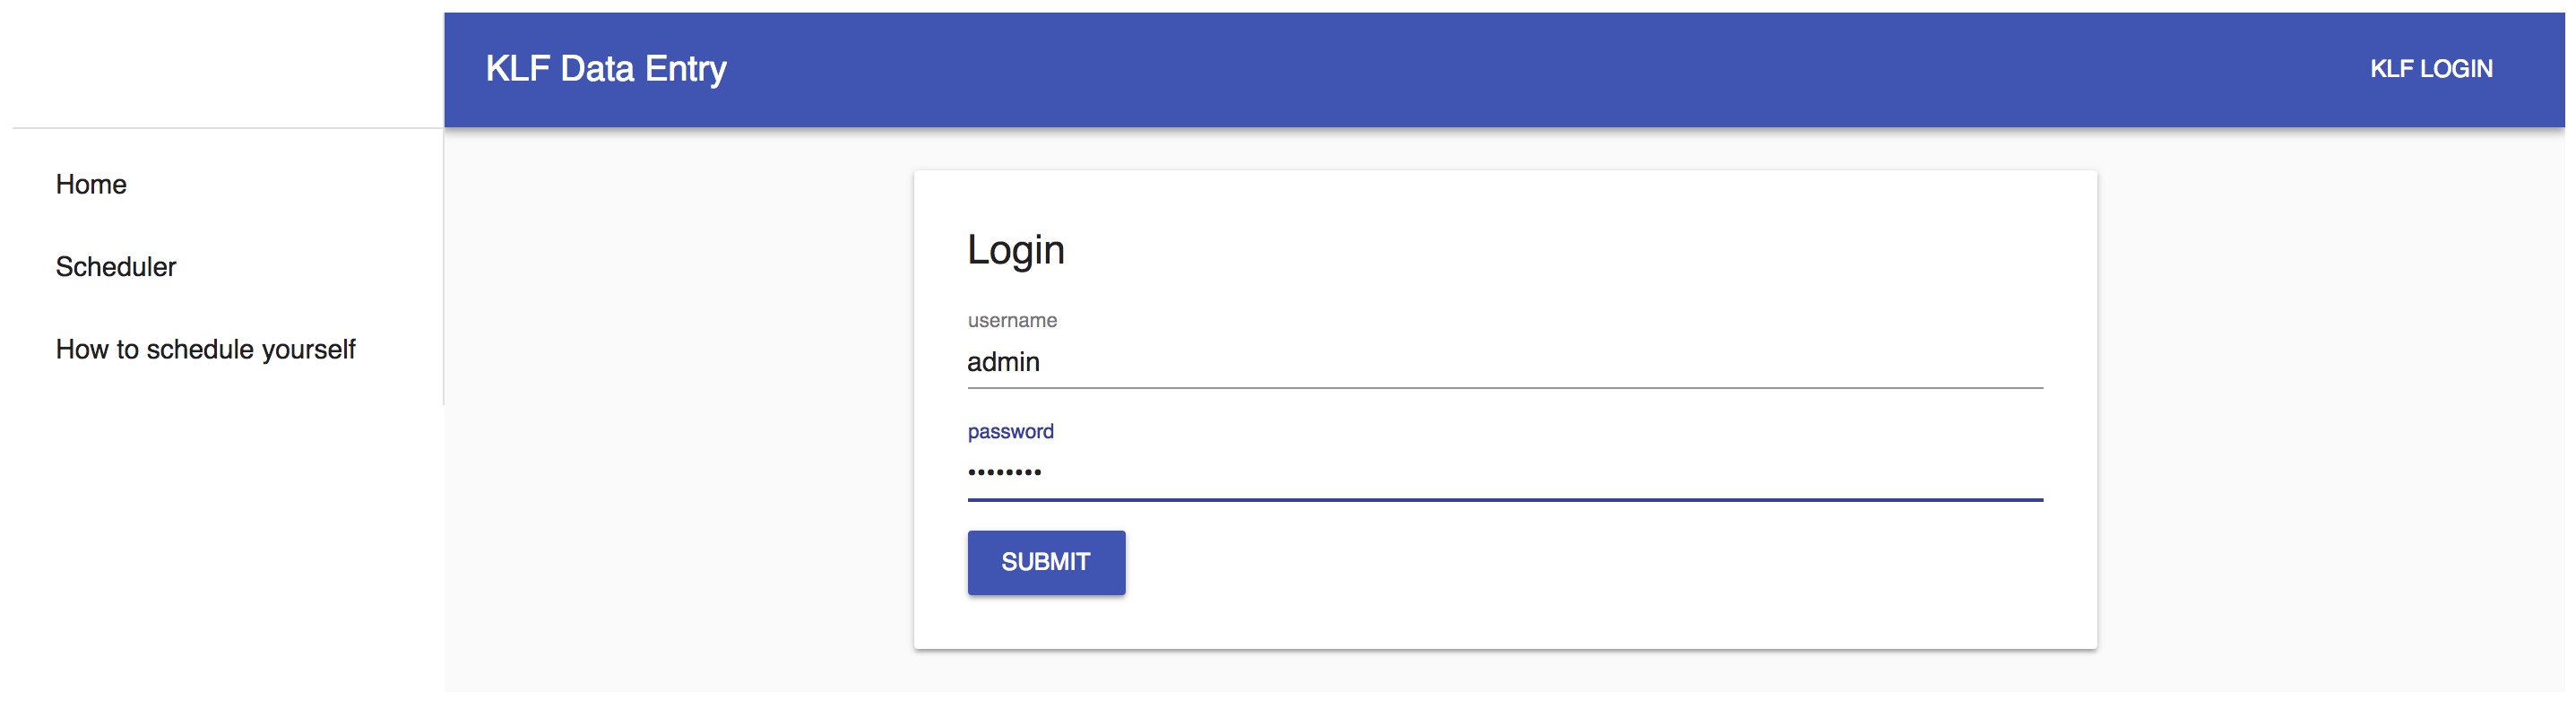 KLF Data Entry
KLF LOGIN
Home
Scheduler
How to schedule yourself
Login
username
admin
password
••••••••
SUBMIT